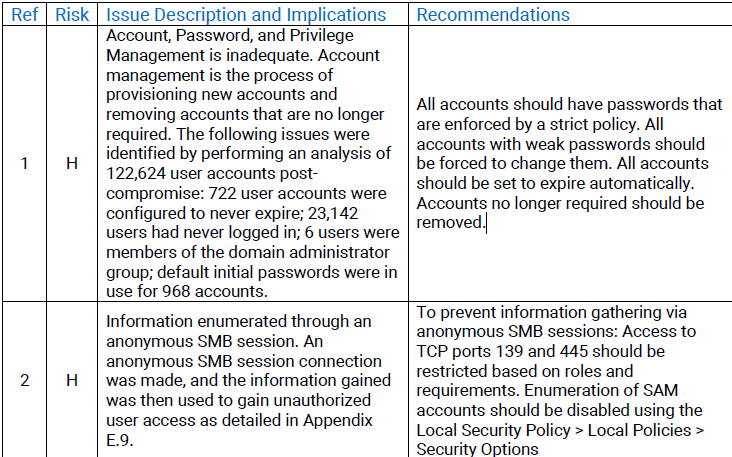 Ref Risk Issue Description and Implications Recommendations
1 H
Account, Password, and Privilege
Management is inadequate. Account
management is the process of
provisioning new accounts and
removing accounts that are no longer
required. The following issues were
identified by performing an analysis of
122,624 user accounts post-
compromise: 722 user accounts were
configured to never expire; 23,142
users had never logged in; 6 users were
members of the domain administrator
group; default initial passwords were in
use for 968 accounts.
All accounts should have passwords that
are enforced by a strict policy. All
accounts with weak passwords should
be forced to change them. All accounts
should be set to expire automatically.
Accounts no longer required should be
removed.
2 H
Information enumerated through an
anonymous SMB session. An
anonymous SMB session connection
was made, and the information gained
was then used to gain unauthorized
user access as detailed in Appendix
E.9.
To prevent information gathering via
anonymous SMB sessions: Access to
TCP ports 139 and 445 should be
restricted based on roles and
requirements. Enumeration of SAM
accounts should be disabled using the
Local Security Policy > Local Policies >
Security Options